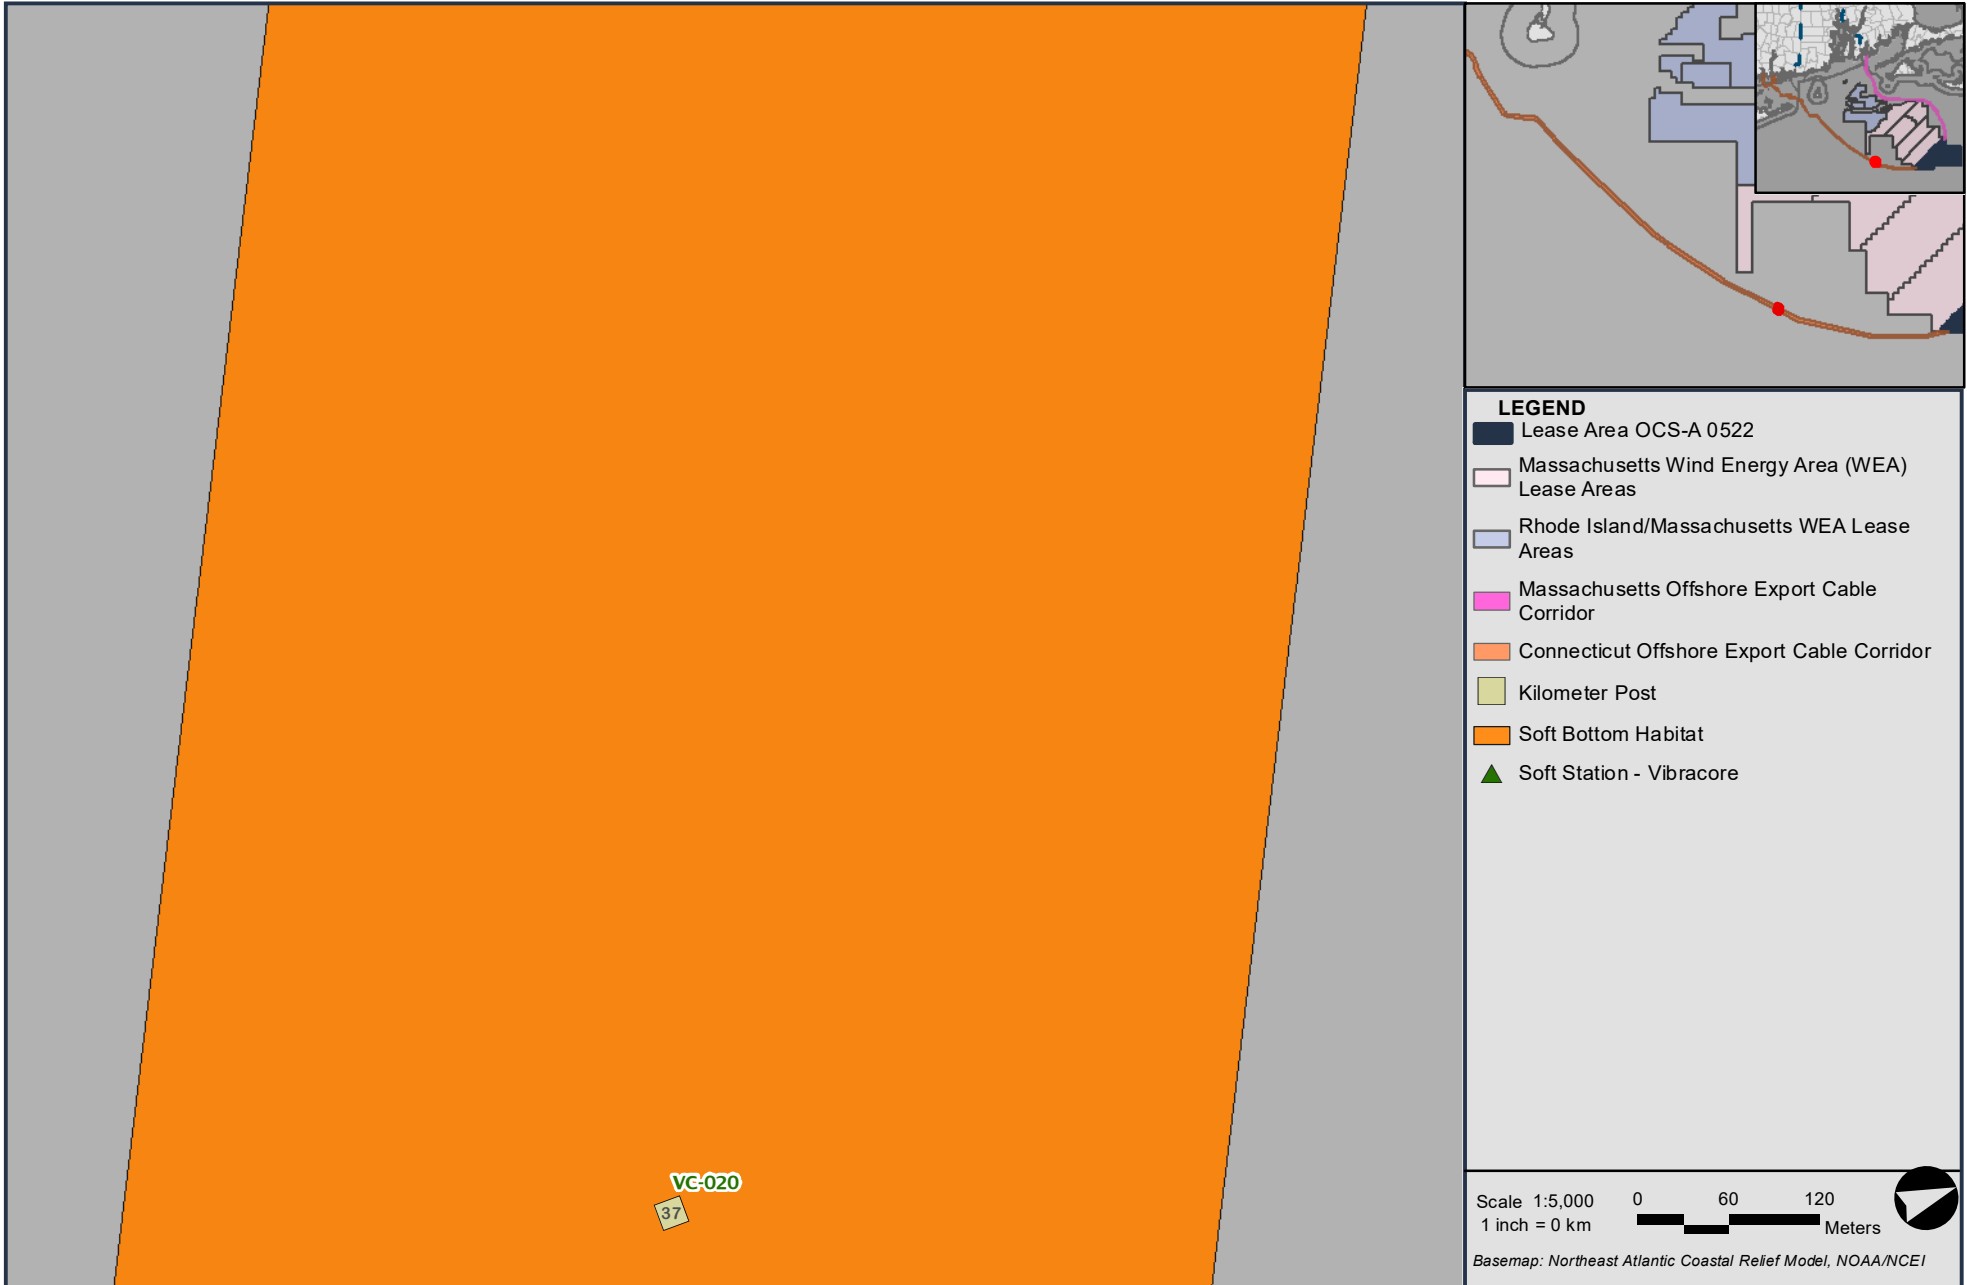 VC-020
37
LEGEND
Lease Area OCS-A 0522
Massachusetts Wind Energy Area (WEA)
Lease Areas
Rhode Island/Massachusetts WEA Lease
Areas
Massachusetts Offshore Export Cable
Corridor
Connecticut Offshore Export Cable Corridor
Kilometer Post
Soft Bottom Habitat
Soft Station - Vibracore
Scale 1:5,000
1 inch = 0 km
0 60 120
Meters
Basemap: Northeast Atlantic Coastal Relief Model, NOAA/NCEI